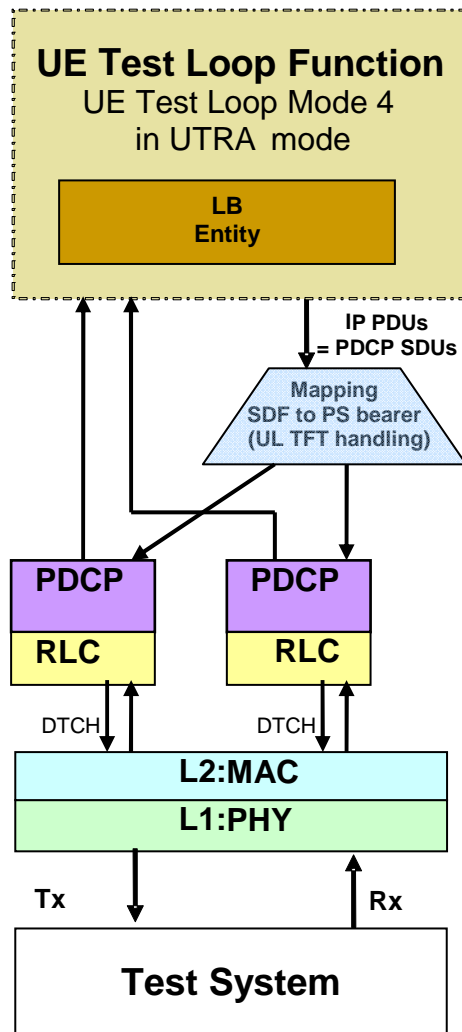 UE Test Loop Function
UE Test Loop Mode 4
in UTRA mode
LB
Entity
IP PDUs
= PDCP SDUs
Mapping
SDF to PS bearer
(UL TFT handling)
PDCP
PDCP
RLC
RLC
DTCH
DTCH
L2:MAC
L1:PHY
Tx
Rx
Test System